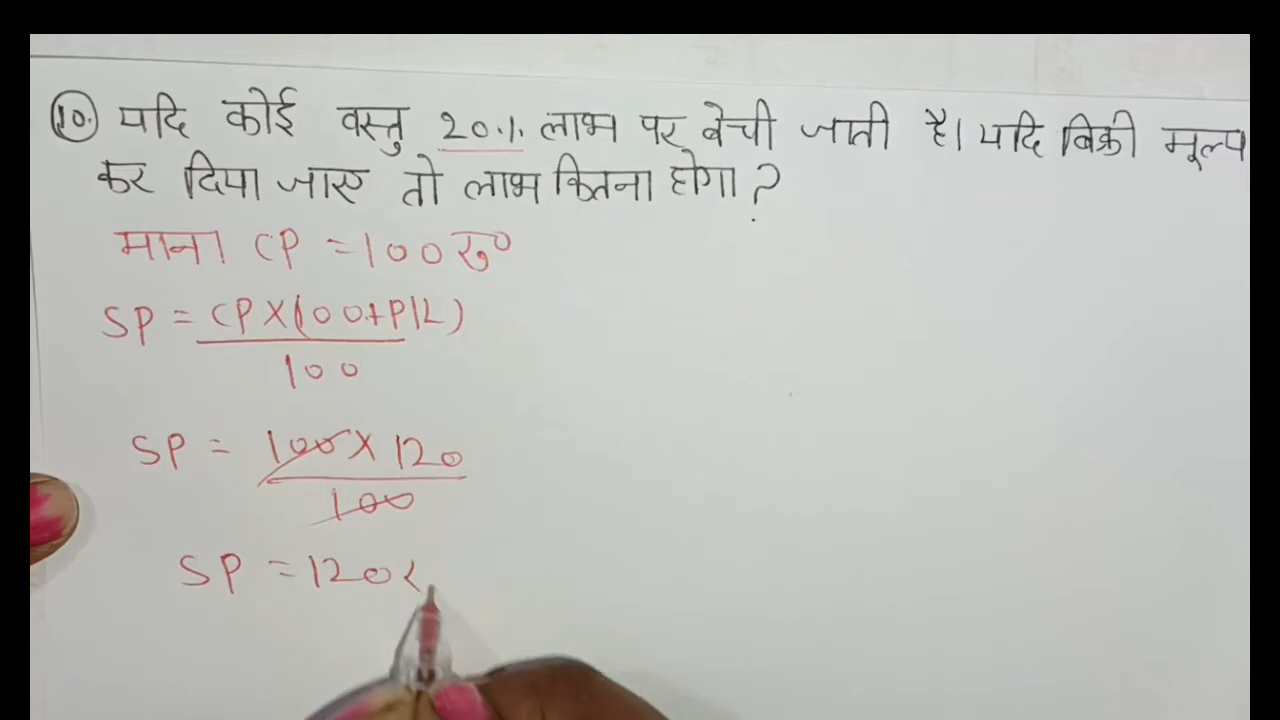 10. यदि कोई वस्तु 20% लाभ पर बेची जाती है। यदि बिक्री मूल्य
कर दिया जाए तो लाभ कितना होगा ?
माना CP = 100 रु०
SP = CP X (100+P/L)
100
SP = 100 X 120
100
SP = 120